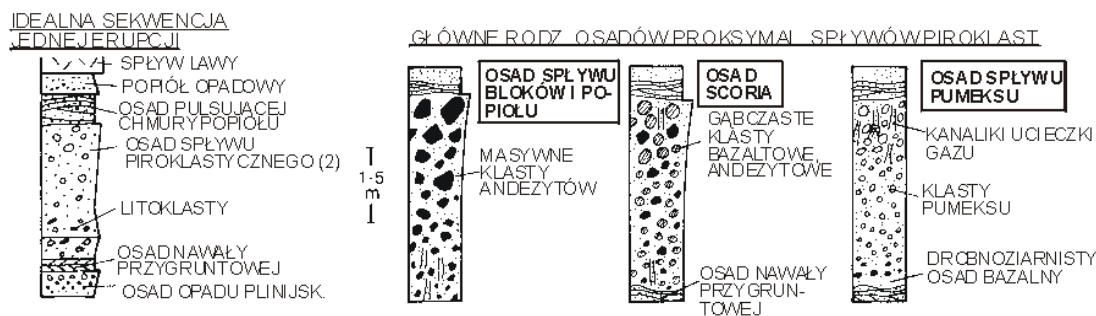 IDEALNA SEKWENCJA
JEDNEJ ERUPCJI
SPŁYW LAWY
POPIÓŁ OPADOWY
OSAD PULSUJĄCEJ
CHMURY POPIOŁU
OSAD SPŁYWU
PIROKLASTYCZNEGO (2)
LITOKLASTY
OSAD NAWAŁY
PRZYGRUNTOWEJ
OSAD OPADU PLINIJSK.
1-5
m
GŁÓWNE RODZ OSADÓW PROKSYMAL SPŁYWÓW PIROKLAST.
OSAD SPŁYWU
BLOKÓW I PO-
PIOŁU
MASYWNE
KLASTY
ANDEZYTÓW
OSAD
SCORIA
GĄBCZASTE
KLASTY
BAZALTOWE,
ANDEZYTOWE
OSAD NAWAŁY
PRZYGRUN-
TOWEJ
OSAD SPŁYWU
PUMEKSU
KANALIKI UCIECZKI
GAZU
KLASTY
PUMEKSU
DROBNOZIARNISTY
OSAD BAZALNY